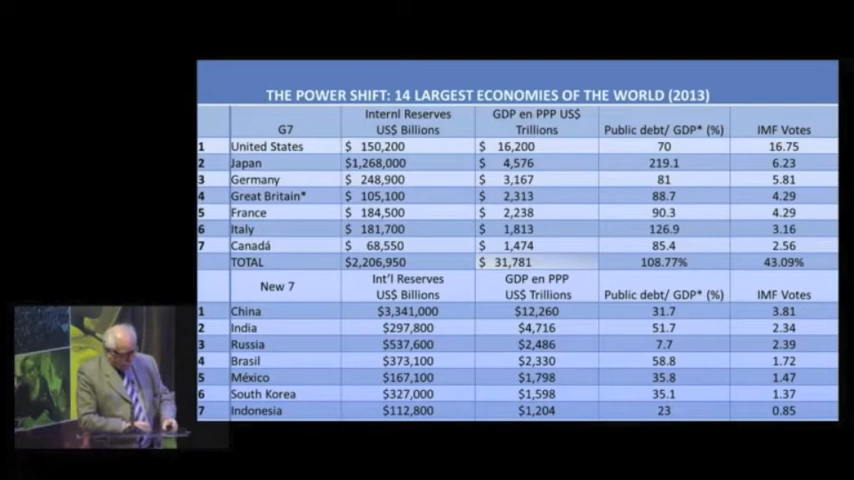 THE POWER SHIFT: 14 LARGEST ECONOMIES OF THE WORLD (2013)
G7 Internl Reserves US$ Billions GDP en PPP US$ Trillions Public debt/ GDP* (%) IMF Votes
1 United States $ 150,200 $ 16,200 70 16.75
2 Japan $1,268,000 $ 4,576 219.1 6.23
3 Germany $ 248,900 $ 3,167 81 5.81
4 Great Britain* $ 105,100 $ 2,313 88.7 4.29
5 France $ 184,500 $ 2,238 90.3 4.29
6 Italy $ 181,700 $ 1,813 126.9 3.16
7 Canadá $ 68,550 $ 1,474 85.4 2.56
TOTAL $2,206,950 $ 31,781 108.77% 43.09%
New 7 Int'l Reserves US$ Billions GDP en PPP US$ Trillions Public debt/ GDP* (%) IMF Votes
1 China $3,341,000 $12,260 31.7 3.81
2 India $297,800 $4,716 51.7 2.34
3 Russia $537,600 $2,486 7.7 2.39
4 Brasil $373,100 $2,330 58.8 1.72
5 México $167,100 $1,798 35.8 1.47
6 South Korea $327,000 $1,598 35.1 1.37
7 Indonesia $112,800 $1,204 23 0.85